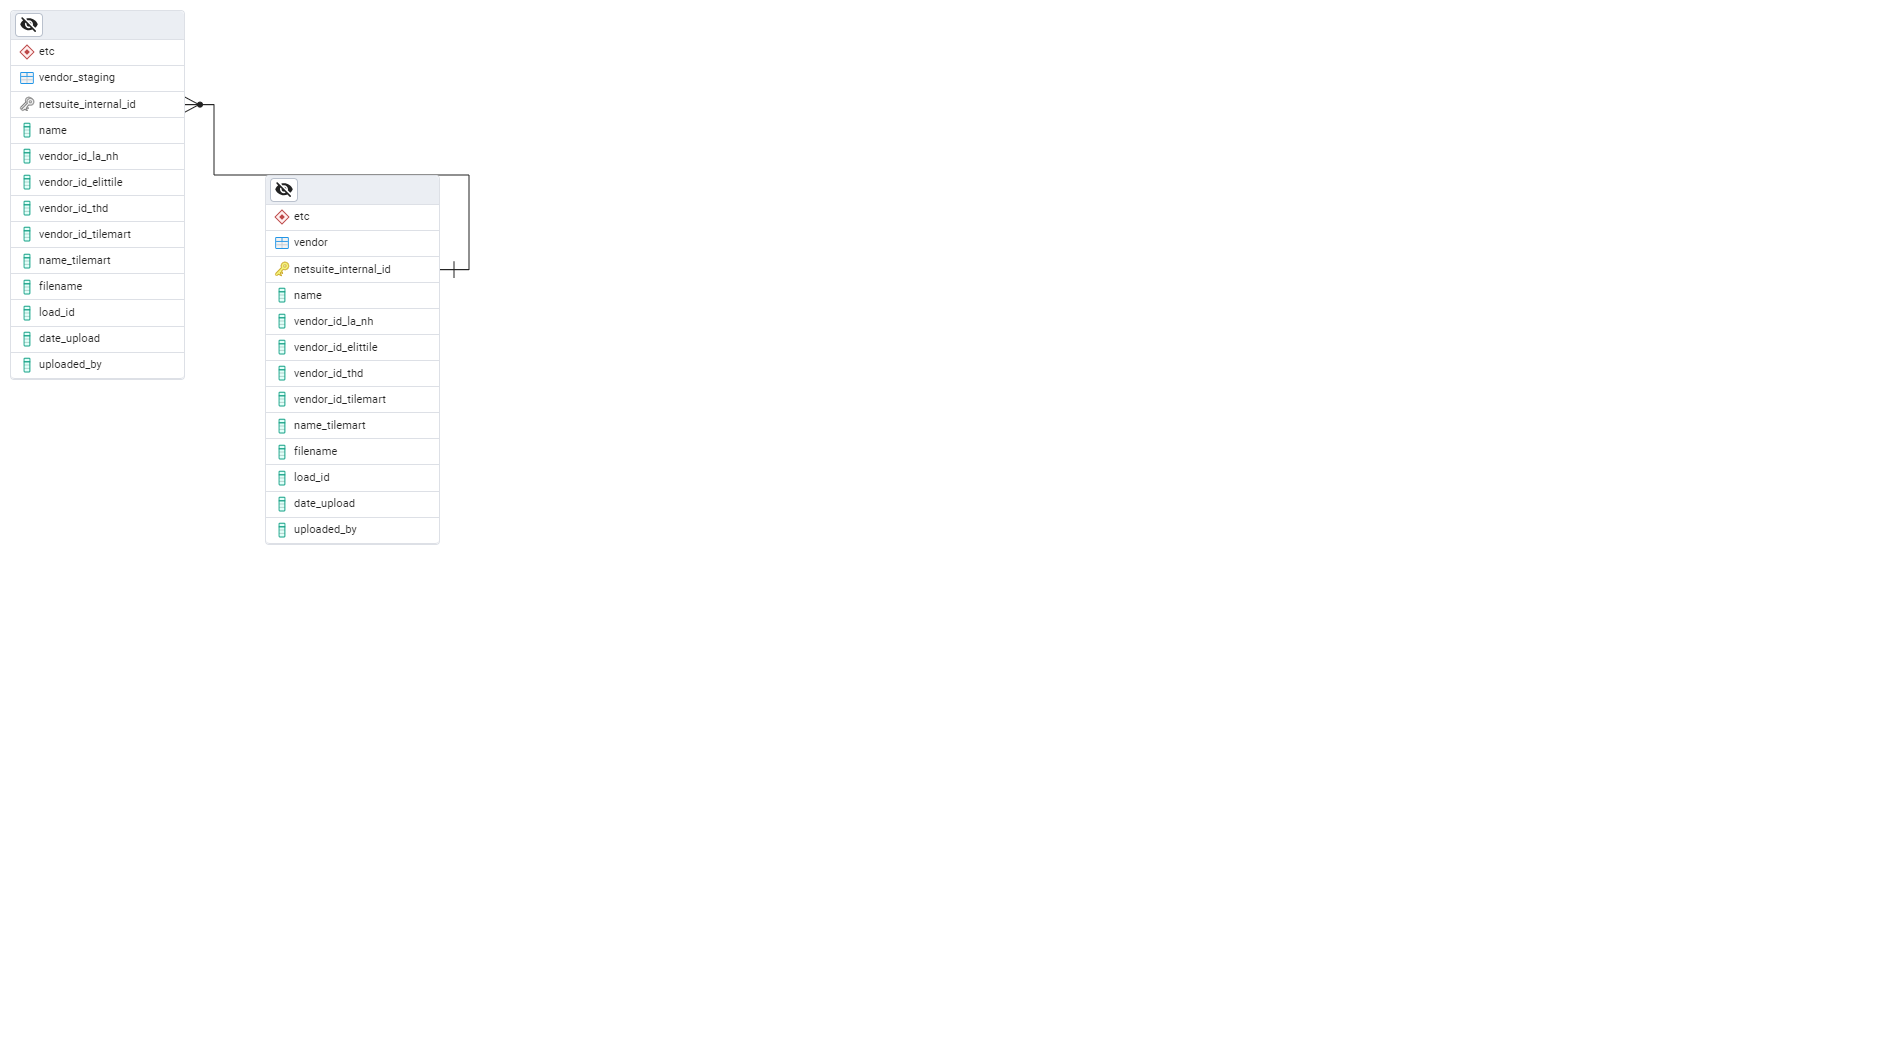 etc
vendor_staging
netsuite_internal_id
name
vendor_id_la_nh
vendor_id_elittile
vendor_id_thd
vendor_id_tilemart
name_tilemart
filename
load_id
date_upload
uploaded_by
etc
vendor
netsuite_internal_id
name
vendor_id_la_nh
vendor_id_elittile
vendor_id_thd
vendor_id_tilemart
name_tilemart
filename
load_id
date_upload
uploaded_by